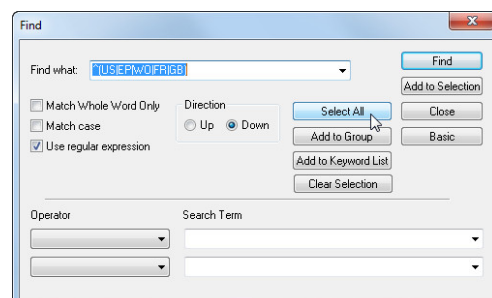 Find
Find what: ^(US|EP|WO|FR|GB)
Find
Add to Selection
Match Whole Word Only
Direction
Select All
Close
Match case
Up Down
Add to Group
Basic
Use regular expression
Add to Keyword List
Clear Selection
Operator Search Term